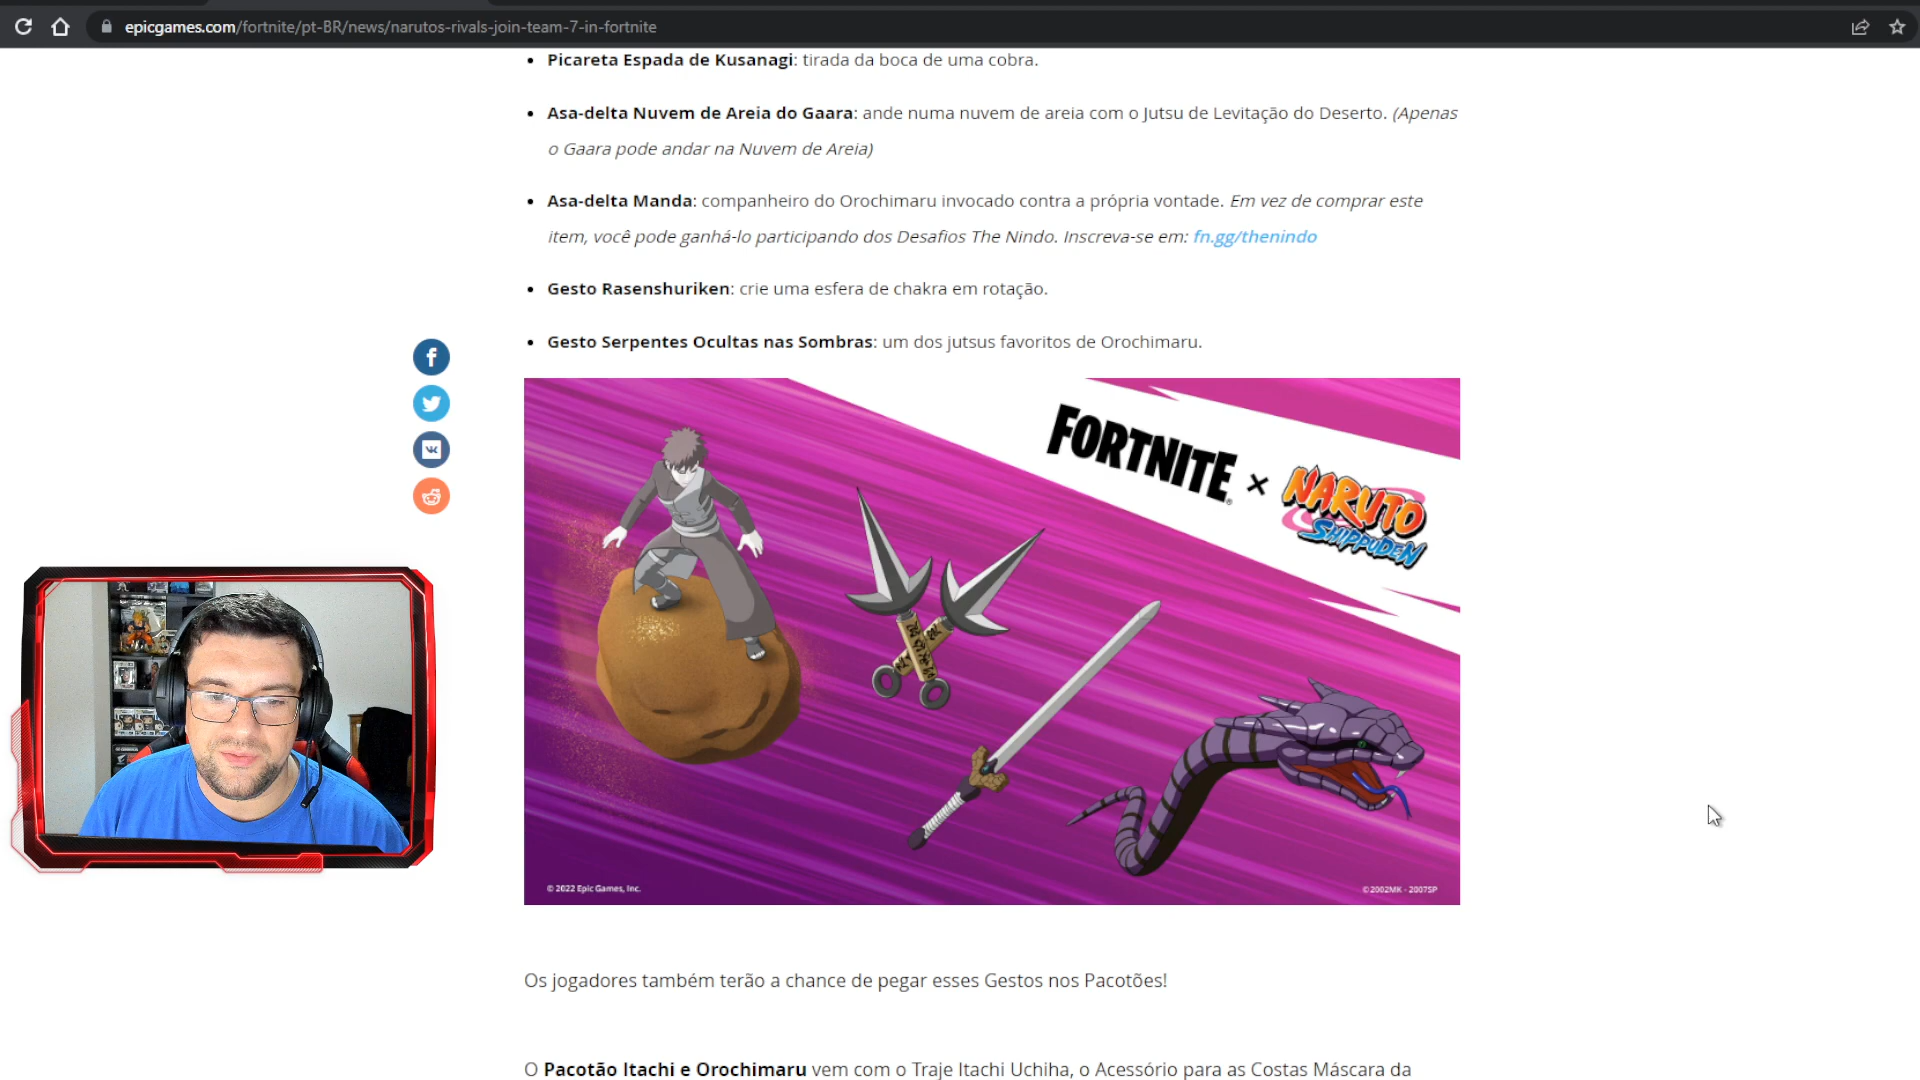 epicgames.com/fortnite/pt-BR/news/narutos-rivals-join-team-7-in-fortnite
• Picareta Espada de Kusanagi: tirada da boca de uma cobra.
• Asa-delta Nuvem de Areia do Gaara: ande numa nuvem de areia com o Jutsu de Levitação do Deserto. (Apenas
o Gaara pode andar na Nuvem de Areia)
• Asa-delta Manda: companheiro do Orochimaru invocado contra a própria vontade. Em vez de comprar este
item, você pode ganhá-lo participando dos Desafios The Nindo. Inscreva-se em: fn.gg/thenindo
• Gesto Rasenshuriken: crie uma esfera de chakra em rotação.
• Gesto Serpentes Ocultas nas Sombras: um dos jutsus favoritos de Orochimaru.
FORTNITE x NARUTO
SHIPPUDEN
© 2022 Epic Games, Inc.
©2002MK - 2007SP
Os jogadores também terão a chance de pegar esses Gestos nos Pacotões!
O Pacotão Itachi e Orochimaru vem com o Traje Itachi Uchiha, o Acessório para as Costas Máscara da